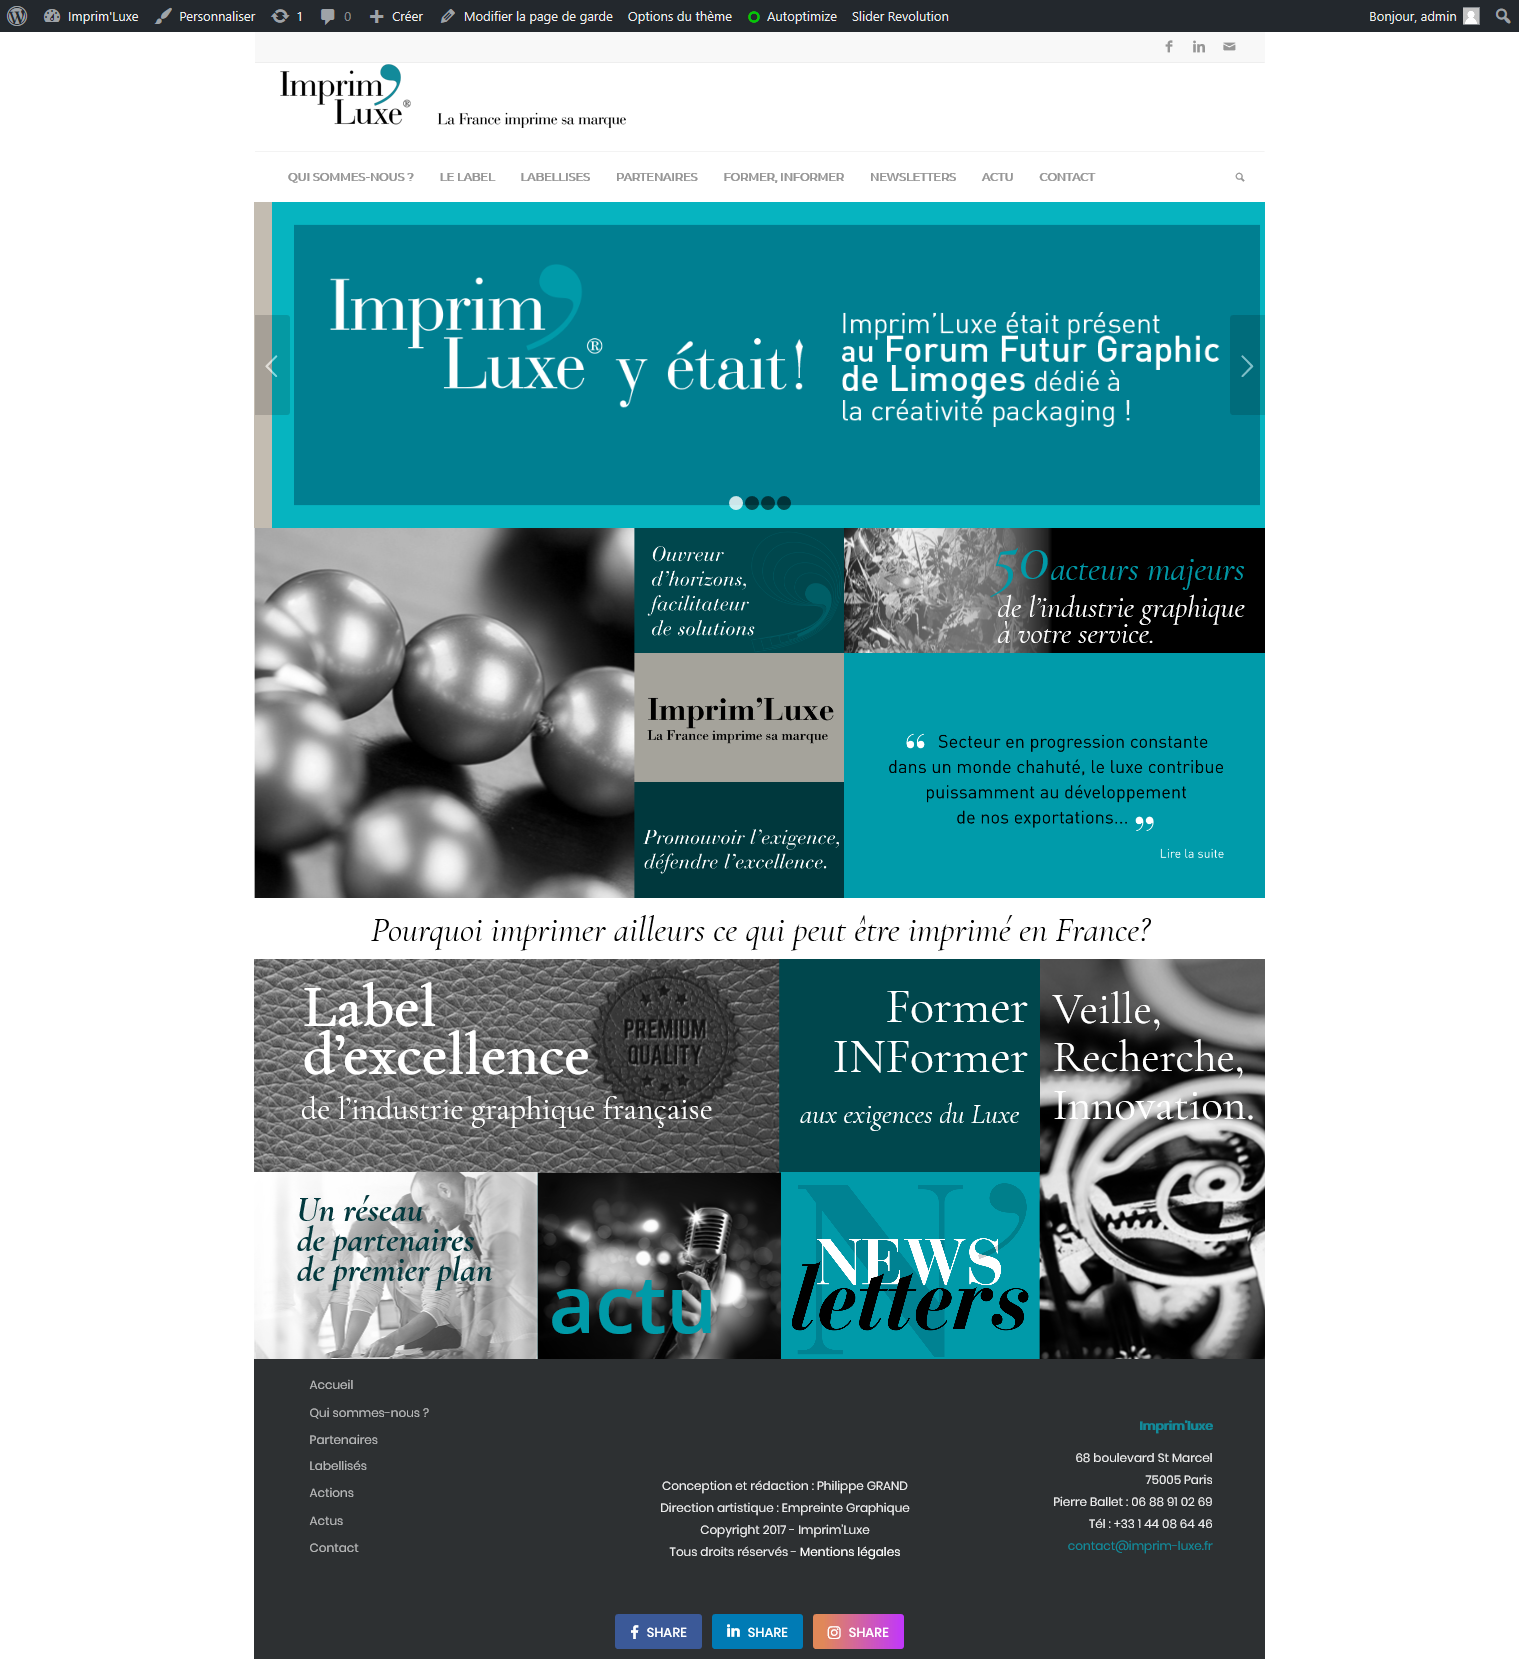 Imprim'Luxe
Personnaliser
1
0
Créer
Modifier la page de garde
Options du thème
Autoptimize
Slider Revolution
Bonjour, admin
Imprim'
Luxe®
La France imprime sa marque
QUI SOMMES-NOUS ?
LE LABEL
LABELLISES
PARTENAIRES
FORMER, INFORMER
NEWSLETTERS
ACTU
CONTACT
Imprim'
Luxe® y était!
Imprim'Luxe était présent
au Forum Futur Graphic
de Limoges dédié à
la créativité packaging !
Ouvreur
d'horizons,
facilitateur
de solutions
50 acteurs majeurs
de l'industrie graphique
à votre service.
Imprim'Luxe
La France imprime sa marque
“ Secteur en progression constante
dans un monde chahuté, le luxe contribue
puissamment au développement
de nos exportations... ”
Lire la suite
Promouvoir l'exigence,
défendre l'excellence.
Pourquoi imprimer ailleurs ce qui peut être imprimé en France?
Label
d'excellence
de l'industrie graphique française
PREMIUM
QUALITY
Former
INFormer
aux exigences du Luxe
Veille,
Recherche,
Innovation.
Un réseau
de partenaires
de premier plan
actu
N'
NEWS
letters
Accueil
Qui sommes-nous ?
Partenaires
Labellisés
Actions
Actus
Contact
Conception et rédaction : Philippe GRAND
Direction artistique : Empreinte Graphique
Copyright 2017 - Imprim'Luxe
Tous droits réservés - Mentions légales
Imprim'luxe
68 boulevard St Marcel
75005 Paris
Pierre Ballet : 06 88 91 02 69
Tél : +33 1 44 08 64 46
contact@imprim-luxe.fr
SHARE
SHARE
SHARE